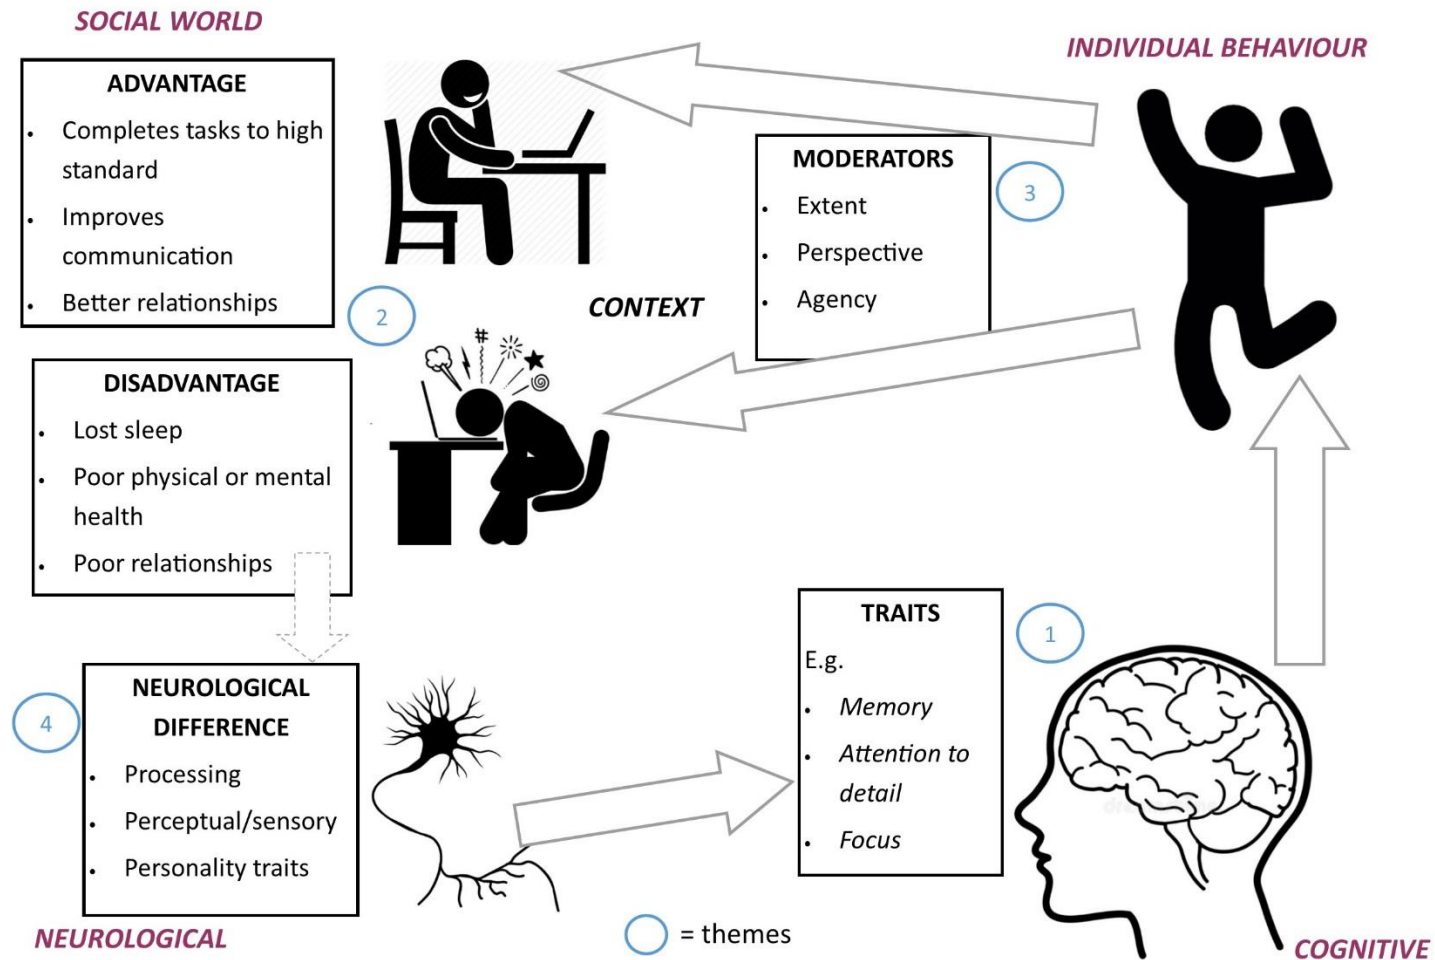 SOCIAL WORLD
INDIVIDUAL BEHAVIOUR
ADVANTAGE
• Completes tasks to high
standard
• Improves
communication
• Better relationships
2
MODERATORS
• Extent
• Perspective
• Agency
3
CONTEXT
DISADVANTAGE
• Lost sleep
• Poor physical or mental
health
• Poor relationships
#
TRAITS
E.g.
• Memory
• Attention to
detail
• Focus
1
4
NEUROLOGICAL
DIFFERENCE
• Processing
• Perceptual/sensory
• Personality traits
NEUROLOGICAL
= themes
COGNITIVE